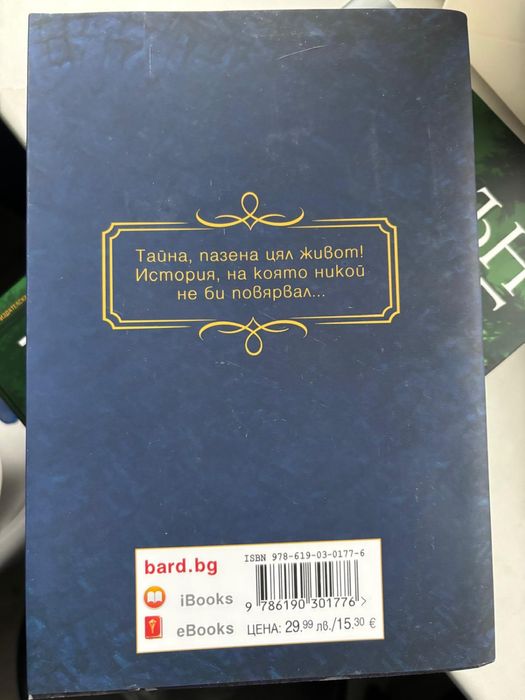 Тайна, пазена цял живот!
История, на която никой
не би повярвал...
bard.bg
iBooks
eBooks
ISBN 978-619-03-0177-6
9 786190 301776 >
ЦЕНА: 29.99 лв./15.30 €